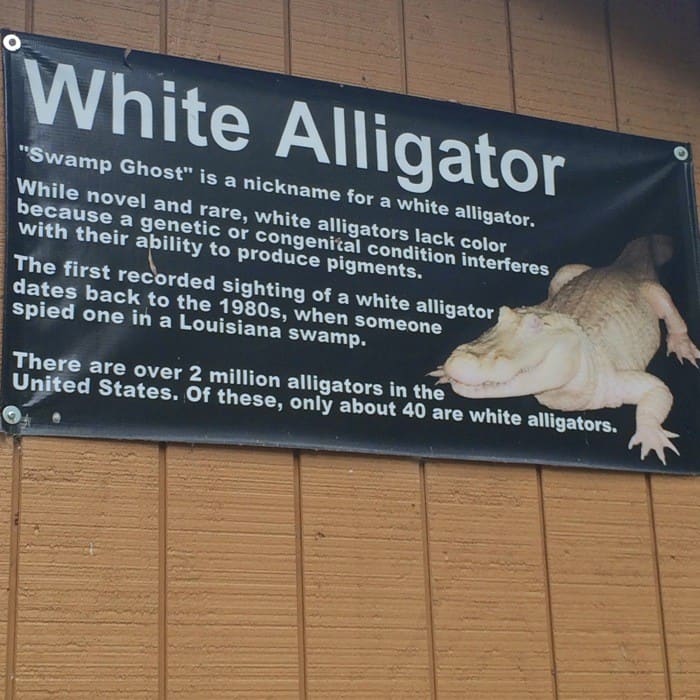 White Alligator
"Swamp Ghost" is a nickname for a white alligator.
While novel and rare, white alligators lack color
because a genetic or congenital condition interferes
with their ability to produce pigments.
The first recorded sighting of a white alligator
dates back to the 1980s, when someone
spied one in a Louisiana swamp.
There are over 2 million alligators in the
United States. Of these, only about 40 are white alligators.